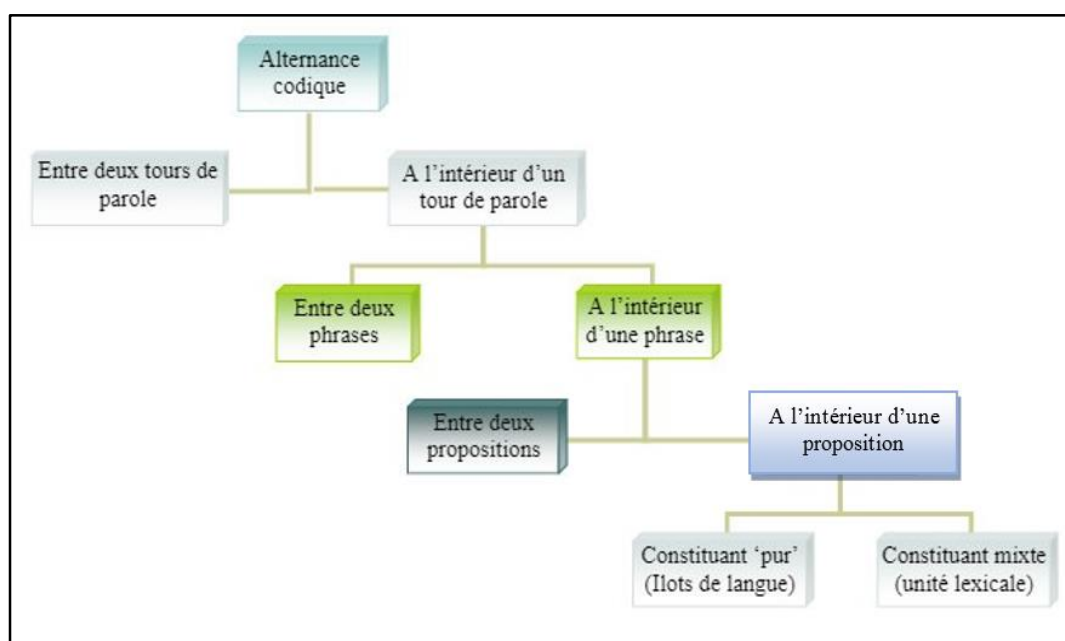 Alternance
codique
Entre deux tours de
parole
A l’intérieur d’un
tour de parole
Entre deux
phrases
A l’intérieur
d’une phrase
Entre deux
propositions
A l’intérieur d’une
proposition
Constituant ‘pur’
(Ilots de langue)
Constituant mixte
(unité lexicale)